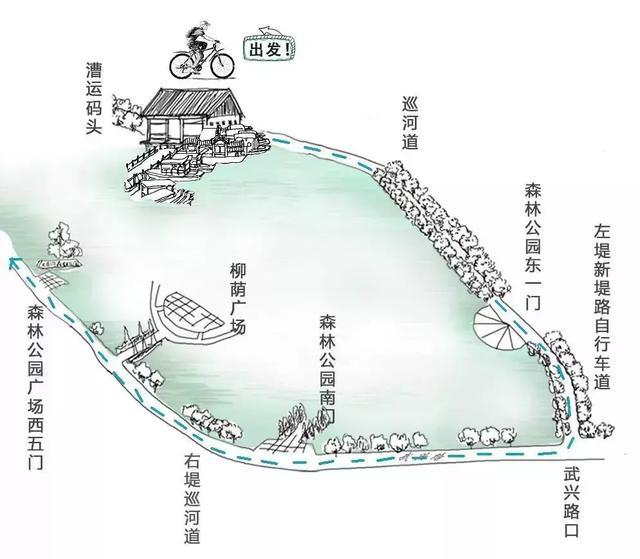 出发！
漕运码头
巡河道
森林公园东一门
左堤新堤路自行车道
柳荫广场
森林公园南门
森林公园广场西五门
右堤巡河道
武兴路口